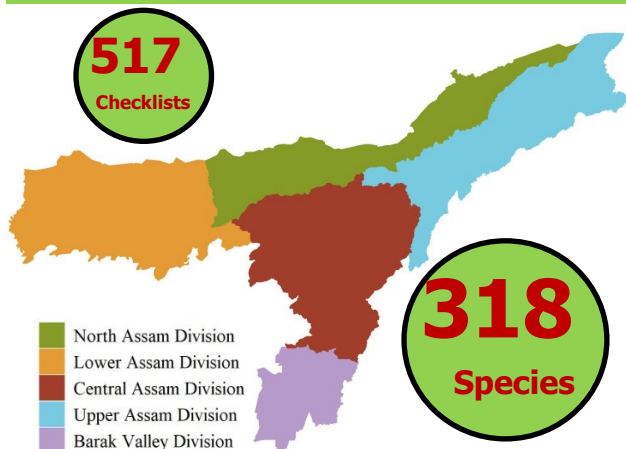 517
Checklists
318
Species
North Assam Division
Lower Assam Division
Central Assam Division
Upper Assam Division
Barak Valley Division